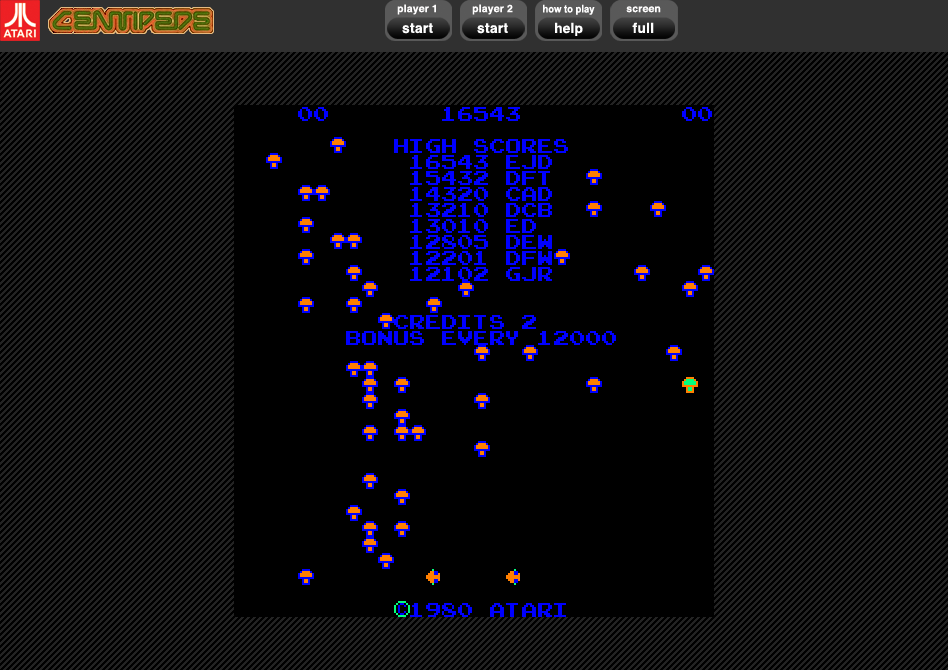 ATARI
CENTIPEDE
player 1
start
player 2
start
how to play
help
screen
full
00 16543 00
HIGH SCORES
16543 EJD
15432 DFT
14320 CAD
13210 DCB
13010 ED
12805 DEW
12201 DFW
12102 GJR
CREDITS 2
BONUS EVERY 12000
©1980 ATARI